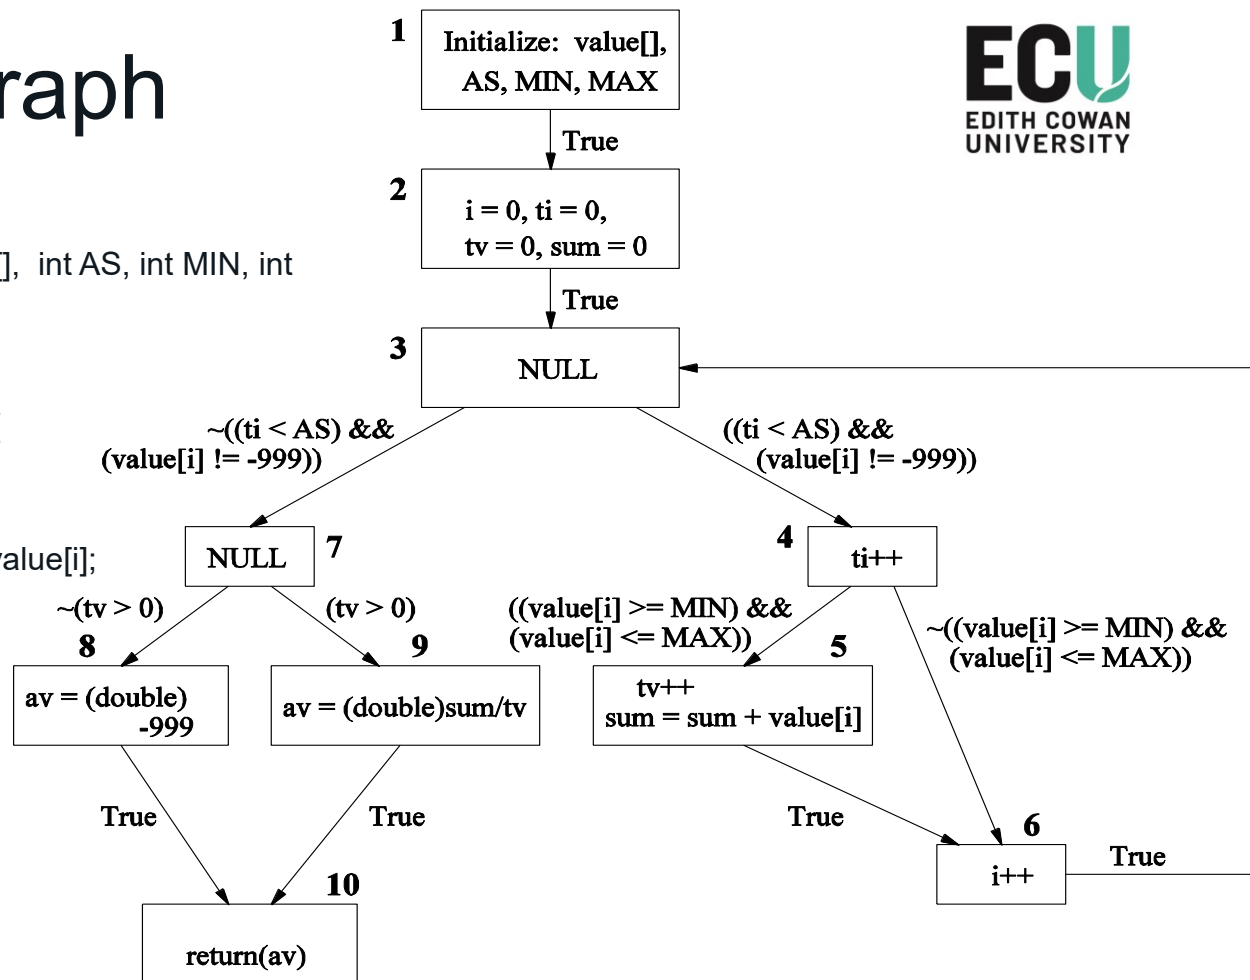 raph
ECU
EDITH COWAN
UNIVERSITY
[], int AS, int MIN, int
value[i];
1
Initialize: value[],
AS, MIN, MAX
True
2
i = 0, ti = 0,
tv = 0, sum = 0
True
3
NULL
~((ti < AS) &&
(value[i] != -999))
((ti < AS) &&
(value[i] != -999))
NULL
7
4
ti++
~(tv > 0)
(tv > 0)
((value[i] >= MIN) &&
(value[i] <= MAX))
~((value[i] >= MIN) &&
(value[i] <= MAX))
8
av = (double)
-999
9
av = (double)sum/tv
5
tv++
sum = sum + value[i]
True
True
True
6
i++
True
10
return(av)